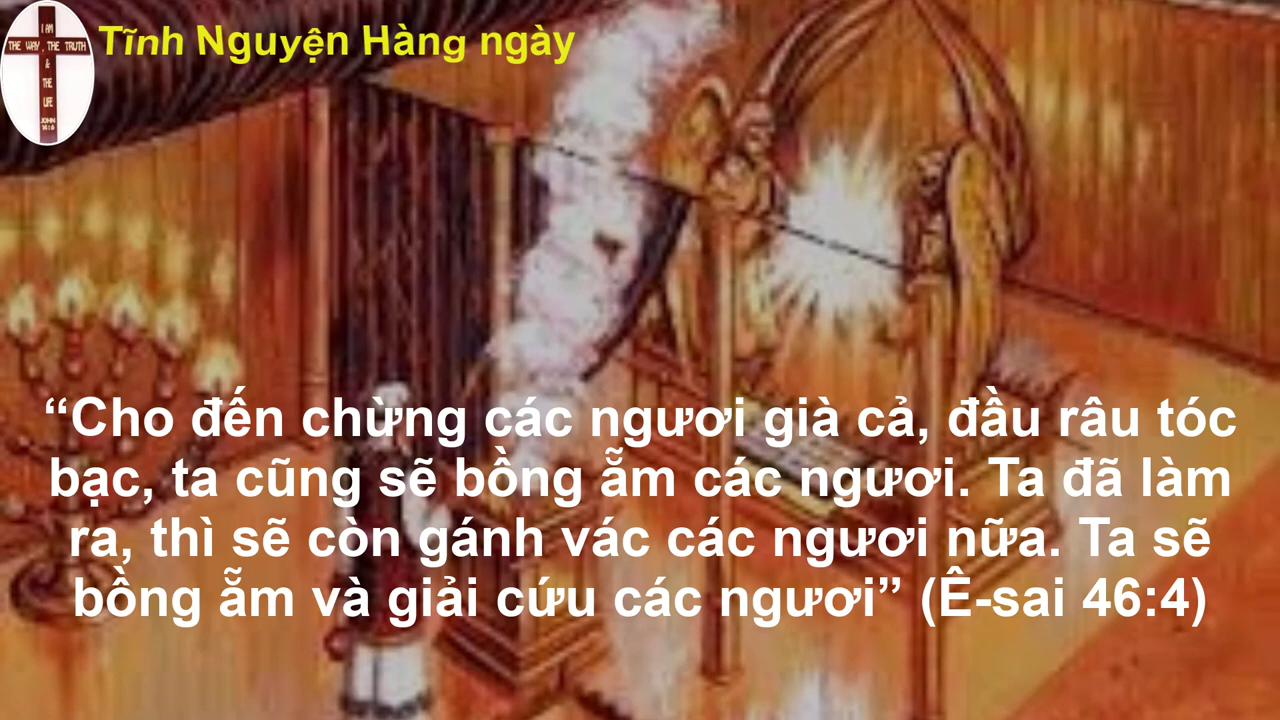 I AM
THE WAY, THE TRUTH
&
THE
LIFE
JOHN
14:6
Tĩnh Nguyện Hàng ngày
“Cho đến chừng các ngươi già cả, đầu râu tóc
bạc, ta cũng sẽ bồng ẵm các ngươi. Ta đã làm
ra, thì sẽ còn gánh vác các ngươi nữa. Ta sẽ
bồng ẵm và giải cứu các ngươi” (Ê-sai 46:4)